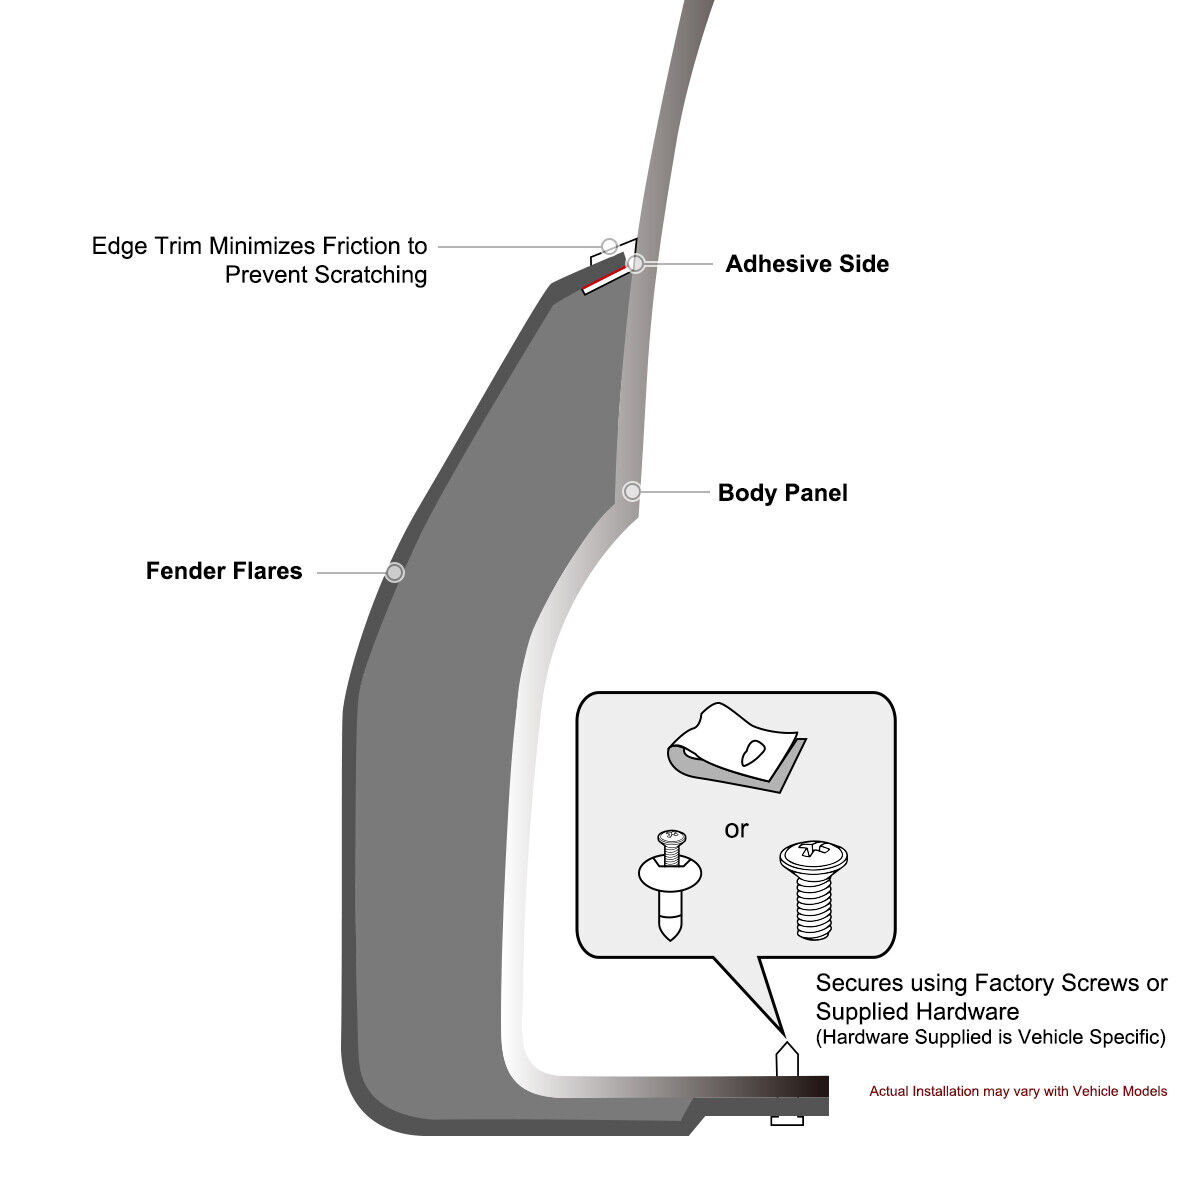 Edge Trim Minimizes Friction to
Prevent Scratching
Adhesive Side
Body Panel
Fender Flares
or
Secures using Factory Screws or
Supplied Hardware
(Hardware Supplied is Vehicle Specific)
Actual Installation may vary with Vehicle Models